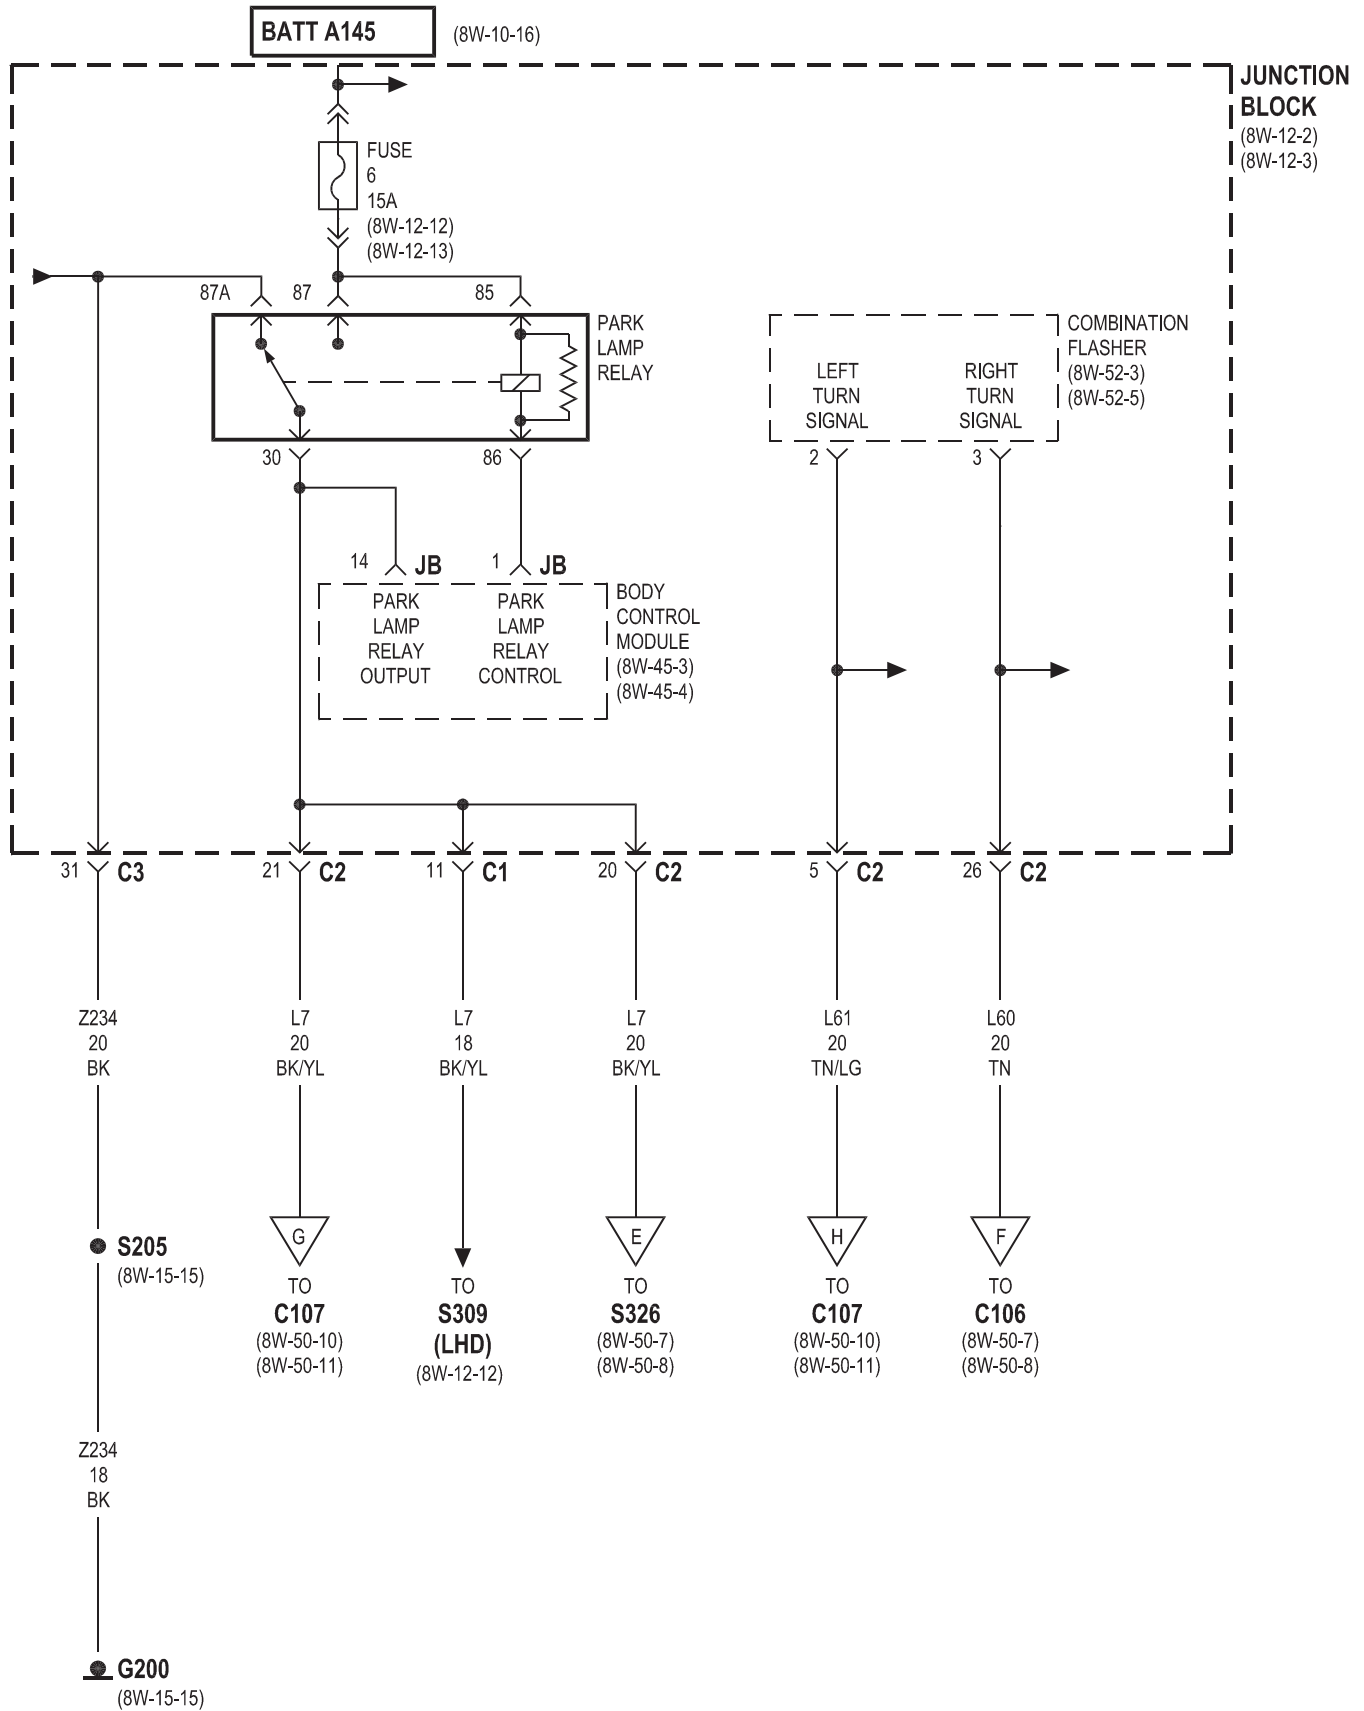 BATT A145
(8W-10-16)
JUNCTION
BLOCK
(8W-12-2)
(8W-12-3)
FUSE
6
15A
(8W-12-12)
(8W-12-13)
87A
87
85
PARK
LAMP
RELAY
30
86
COMBINATION
FLASHER
(8W-52-3)
(8W-52-5)
LEFT
TURN
SIGNAL
RIGHT
TURN
SIGNAL
2
3
14
JB
1
JB
PARK
LAMP
RELAY
OUTPUT
PARK
LAMP
RELAY
CONTROL
BODY
CONTROL
MODULE
(8W-45-3)
(8W-45-4)
31
C3
21
C2
11
C1
20
C2
5
C2
26
C2
Z234
20
BK
L7
20
BK/YL
L7
18
BK/YL
L7
20
BK/YL
L61
20
TN/LG
L60
20
TN
S205
(8W-15-15)
G
TO
C107
(8W-50-10)
(8W-50-11)
TO
S309
(LHD)
(8W-12-12)
E
TO
S326
(8W-50-7)
(8W-50-8)
H
TO
C107
(8W-50-10)
(8W-50-11)
F
TO
C106
(8W-50-7)
(8W-50-8)
Z234
18
BK
G200
(8W-15-15)